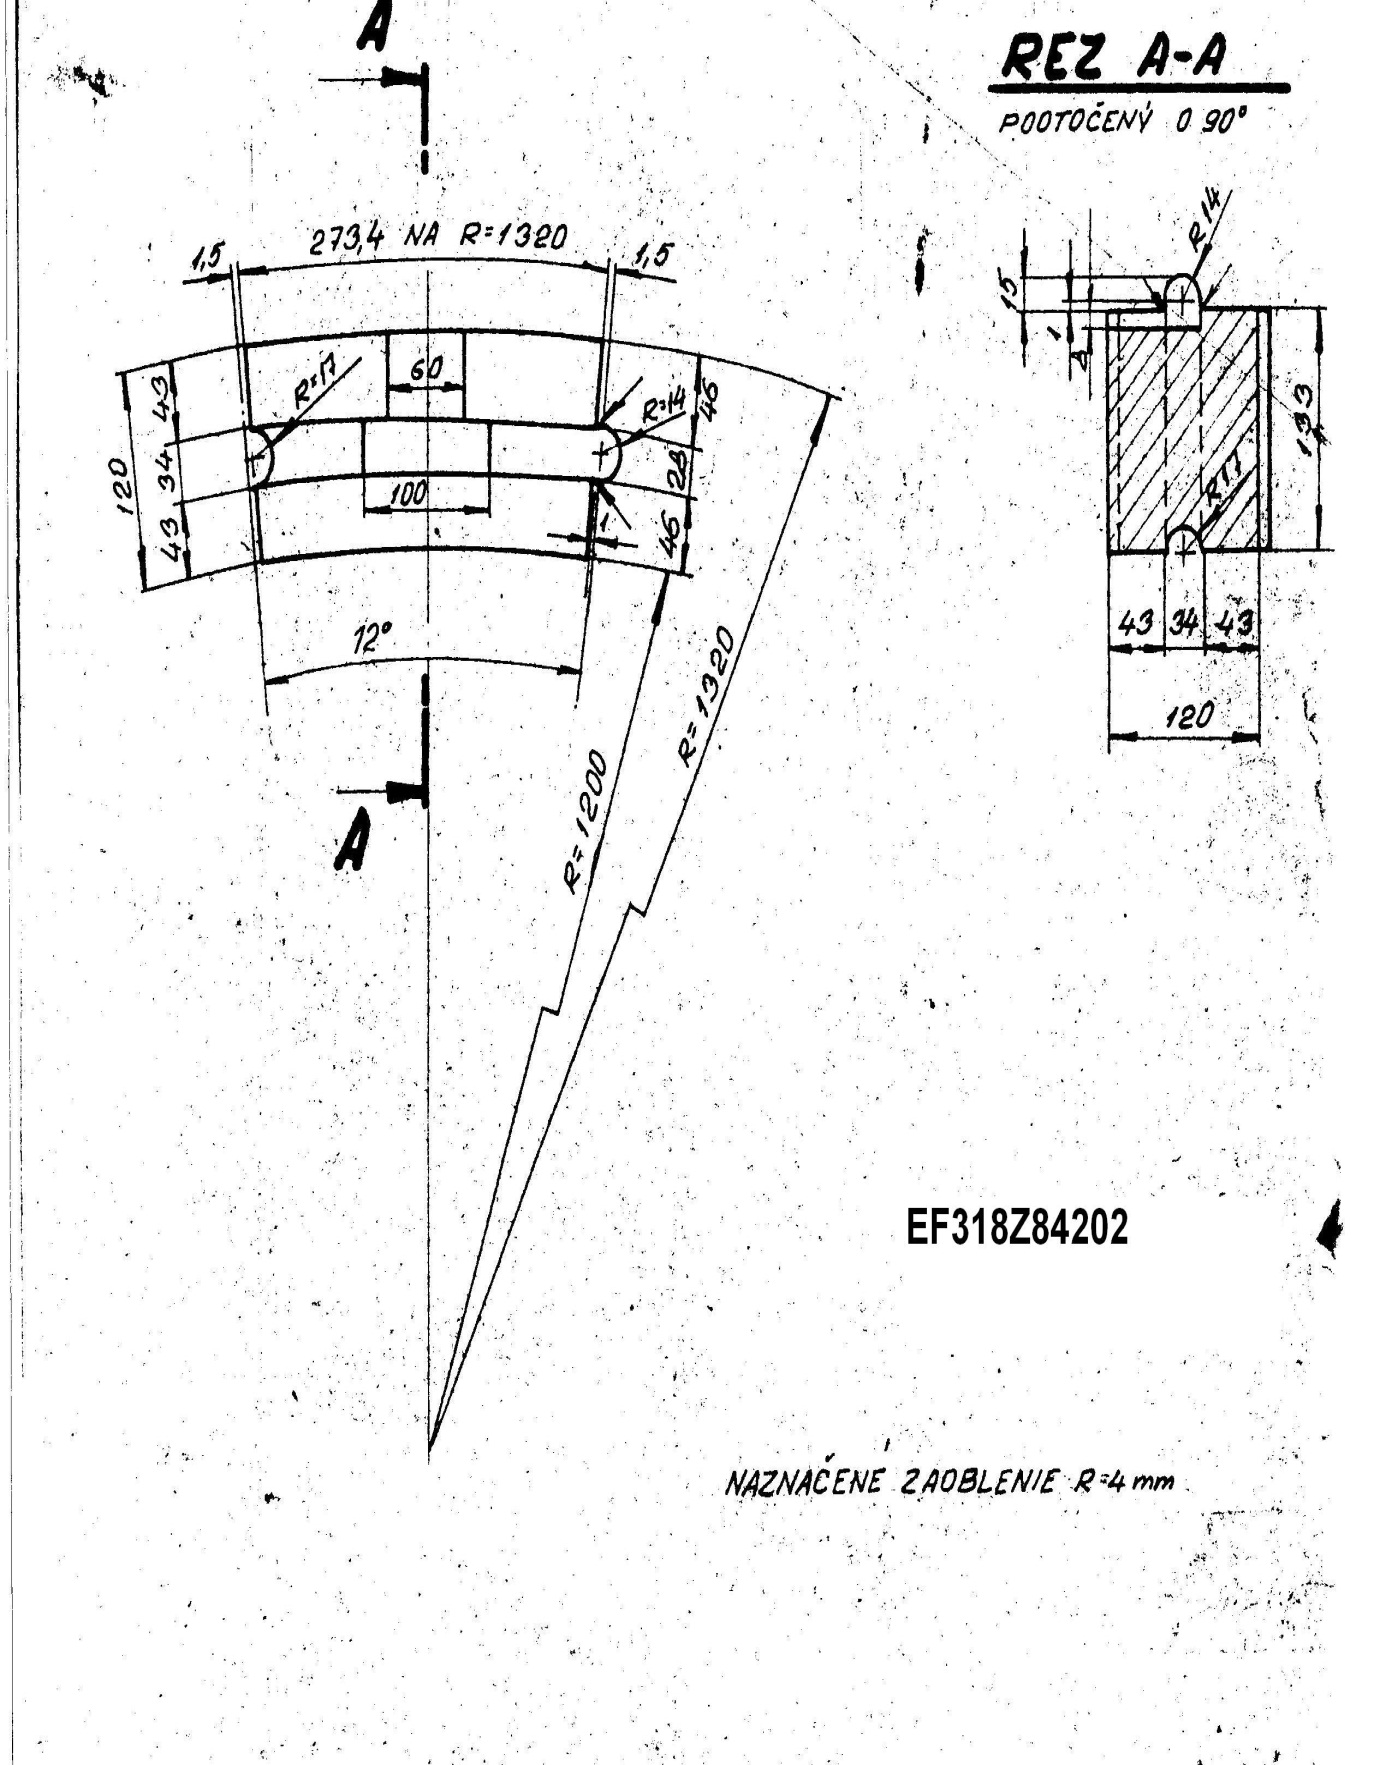 A
REZ A-A
POOTOČENÝ O 90°
273,4 NA R=1320
1,5
1,5
R 14
15
1
43
R=17
60
R=14
46
120
34
28
133
100
R17
43
1
46
12°
43 34 43
R=1320
120
R=1200
A
EF318Z84202
NAZNAČENÉ ZAOBLENIE R=4 mm